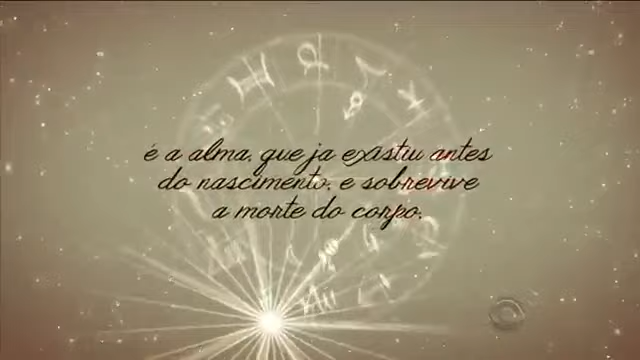 é a alma, que ja existiu antes
do nascimento, e sobrevive
a morte do corpo.